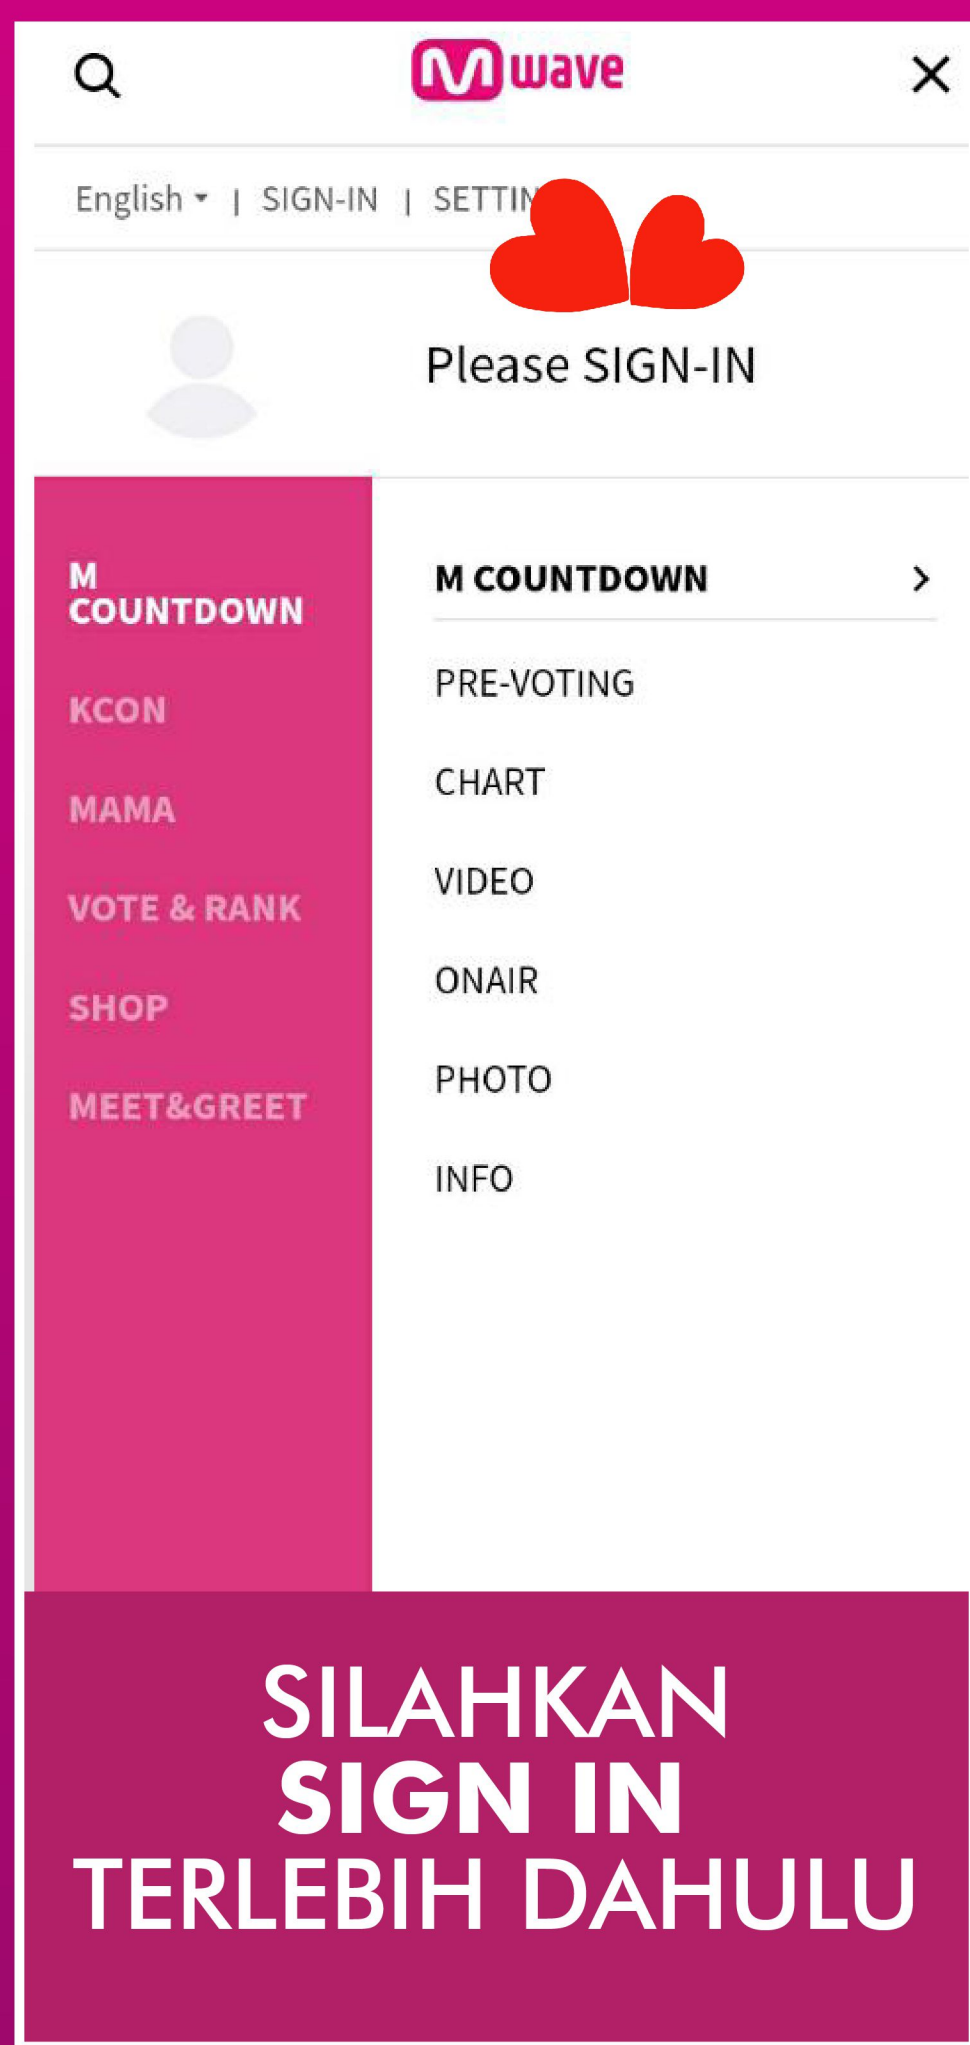 M wave
English | SIGN-IN | SETTIN
Please SIGN-IN
M
COUNTDOWN
KCON
MAMA
VOTE & RANK
SHOP
MEET&GREET
M COUNTDOWN
PRE-VOTING
CHART
VIDEO
ONAIR
PHOTO
INFO
SILAHKAN
SIGN IN
TERLEBIH DAHULU